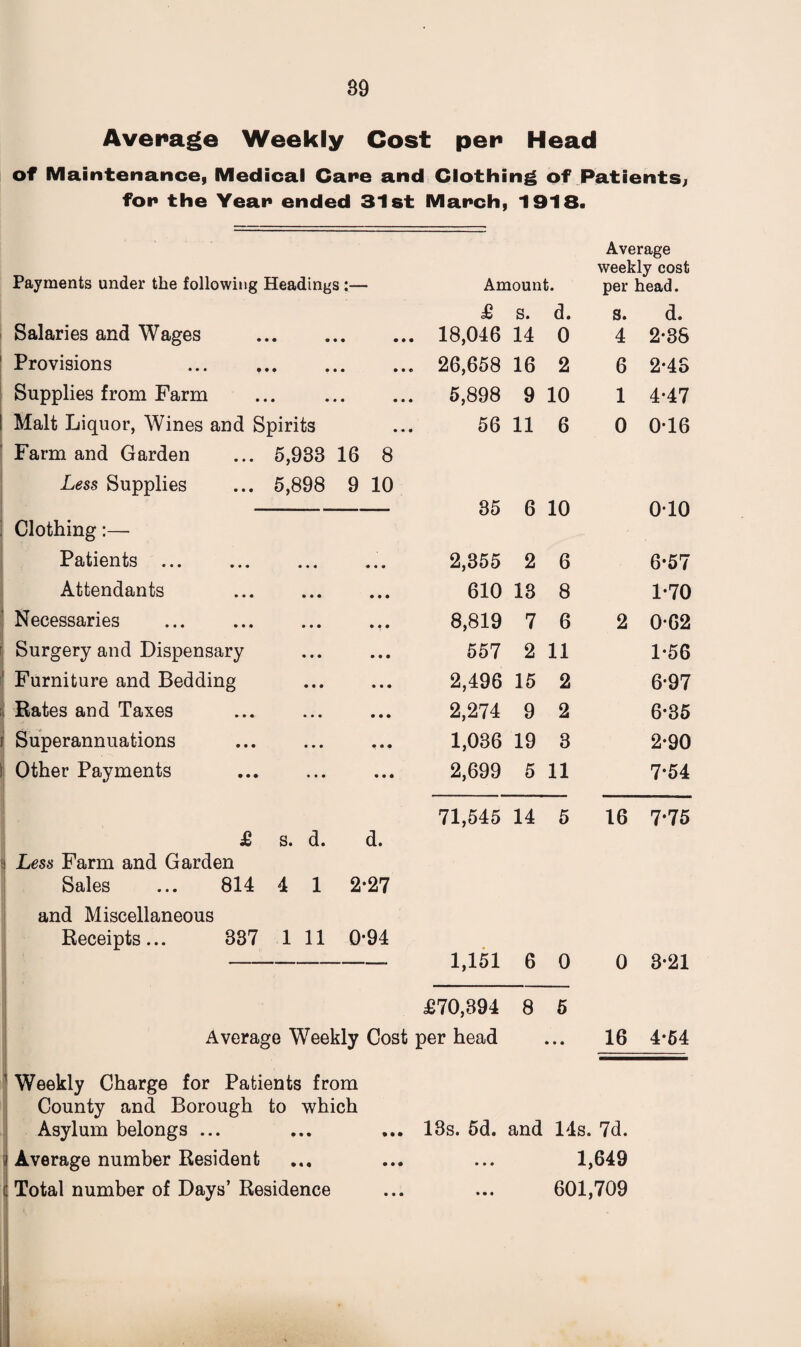 39
Average Weekly Cost per Head
of Maintenance, Medical Care and Clothing of Patients,
for the Year ended 31st March, 1918.
Average
weekly cost
Payments under the following Headings :— Amount. per head.
£ s. d. s. d.
Salaries and Wages ... ... ... 18,046 14 0 4 2·38
Provisions ... ... ... ... 26,658 16 2 6 2·48
Supplies from Farm ... ... ... 5,898 9 10 1 4·47
Malt Liquor, Wines and Spirits ... 56 11 6 0 0·16
Farm and Garden ... 5,933 16 8
Less Supplies ... 5,898 9 10
35 6 10 0·10
Clothing :—
Patients ... ... ... ... 2,355 2 6 6·57
Attendants ... ... ... 610 13 8 1·70
Necessaries ... ... ... ... 8,819 7 6 2 0·62
Surgery and Dispensary ... ... 557 2 11 1·56
Furniture and Bedding ... ... 2,496 15 2 6·97
Rates and Taxes ... ... ... 2,274 9 2 6·35
Superannuations ... ... ... 1,036 19 3 2·90
Other Payments ... ... ... 2,699 5 11 7·54
71,545 14 5 16 7·75
£ s. d. d.
Less Farm and Garden
Sales ... 814 4 1 2·27
and Miscellaneous
Receipts... 337 1 11 0·94
1,151 6 0 0 3·21
£70,394 8 5
Average Weekly Cost per head ... 16 4·54
Weekly Charge for Patients from
County and Borough to which
Asylum belongs ... ... ... 13s. 5d. and 14s. 7d.
Average number Resident ... ... ... 1,649
Total number of Days' Residence ... ... 601,709